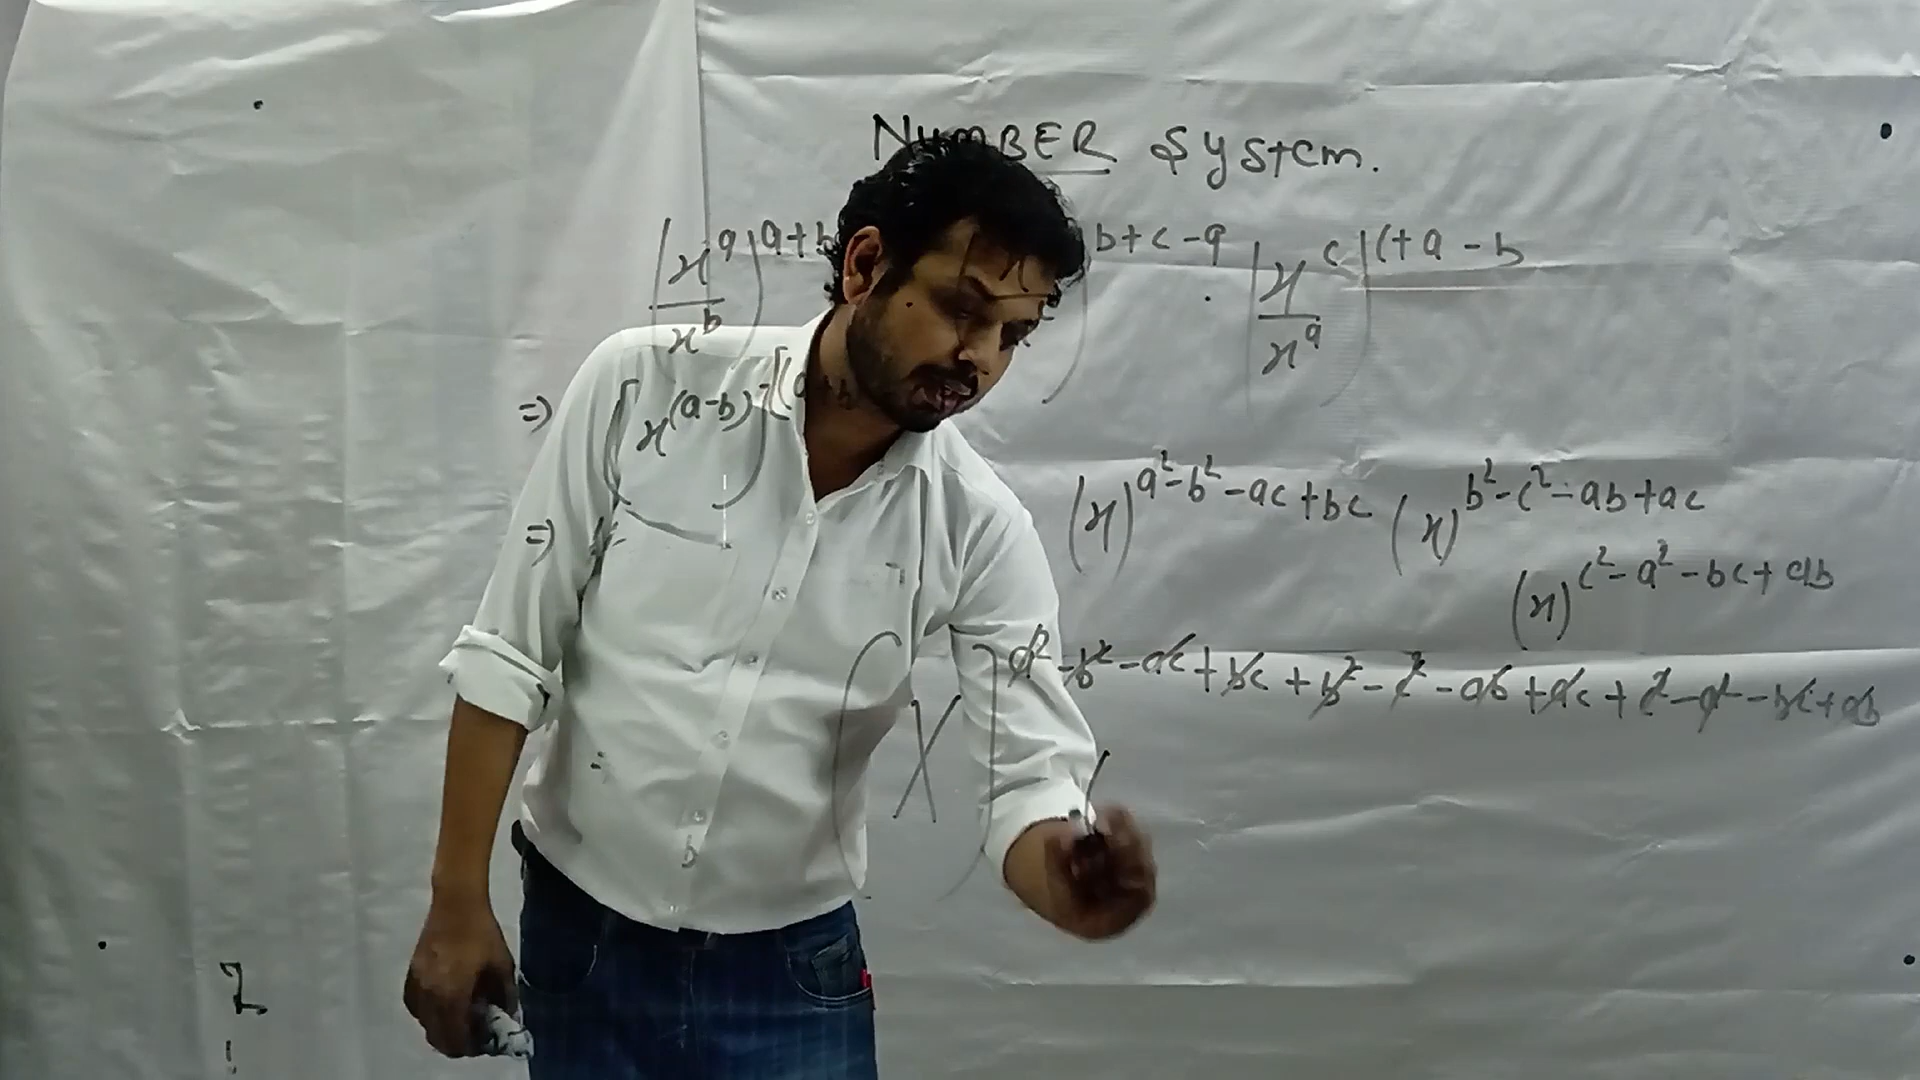 NUMBER System.
(x^a/x^b)^a+b (x/)^b+c-a (x^c/x^a)^c+a-b
=> [(x^(a-b))
=> (x)^a²-b²-ac+bc (x)^b²-c²-ab+ac
(x)^c²-a²-bc+ab
(x)^a²-b²-ac+bc+b²-c²-ab+ac+c²-a²-bc+ab
=
b
2